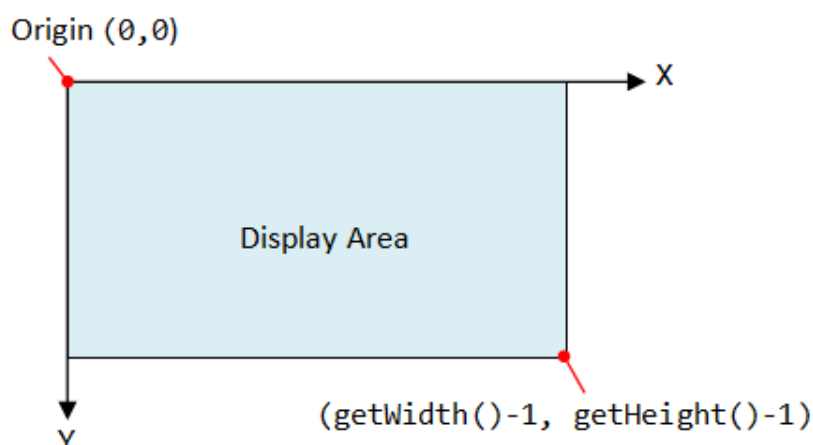 Origin (0,0)
X
Display Area
(getWidth()-1, getHeight()-1)
Y